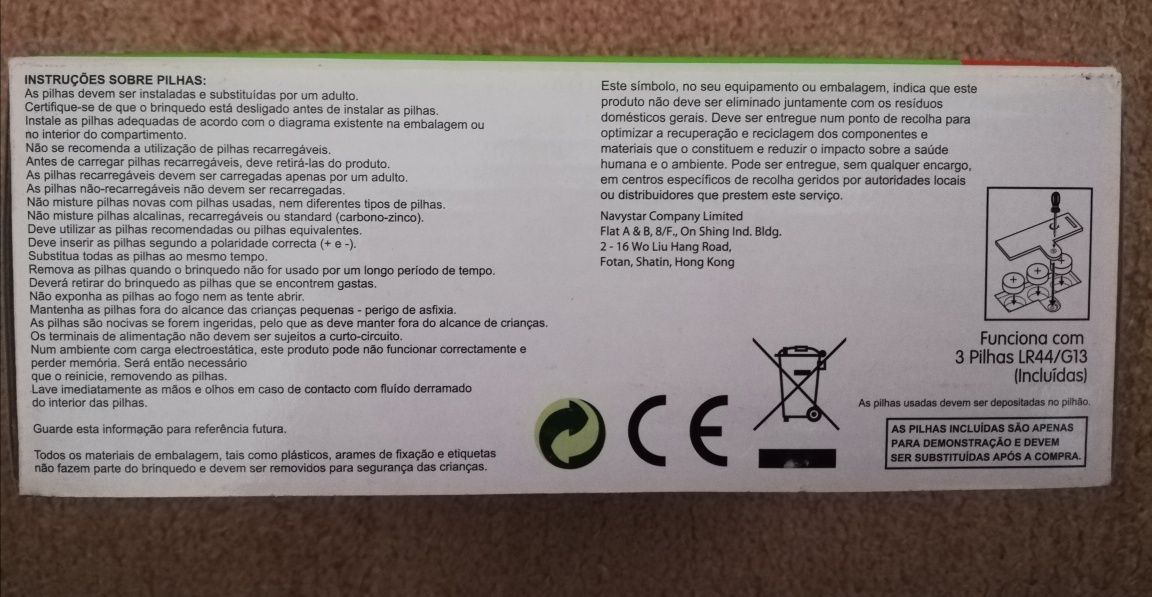 INSTRUÇÕES SOBRE PILHAS:
As pilhas devem ser instaladas e substituídas por um adulto.
Certifique-se de que o brinquedo está desligado antes de instalar as pilhas.
Instale as pilhas adequadas de acordo com o diagrama existente na embalagem ou
no interior do compartimento.
Não se recomenda a utilização de pilhas recarregáveis.
Antes de carregar pilhas recarregáveis, deve retirá-las do produto.
As pilhas recarregáveis devem ser carregadas apenas por um adulto.
As pilhas não-recarregáveis não devem ser recarregadas.
Não misture pilhas novas com pilhas usadas, nem diferentes tipos de pilhas.
Não misture pilhas alcalinas, recarregáveis ou standard (carbono-zinco).
Deve utilizar as pilhas recomendadas ou pilhas equivalentes.
Deve inserir as pilhas segundo a polaridade correcta (+ e -).
Substitua todas as pilhas ao mesmo tempo.
Remova as pilhas quando o brinquedo não for usado por um longo período de tempo.
Deverá retirar do brinquedo as pilhas que se encontrem gastas.
Não exponha as pilhas ao fogo nem as tente abrir.
Mantenha as pilhas fora do alcance das crianças pequenas - perigo de asfixia.
As pilhas são nocivas se forem ingeridas, pelo que as deve manter fora do alcance de crianças.
Os terminais de alimentação não devem ser sujeitos a curto-circuito.
Num ambiente com carga electroestática, este produto pode não funcionar correctamente e
perder memória. Será então necessário
que o reinicie, removendo as pilhas.
Lave imediatamente as mãos e olhos em caso de contacto com fluído derramado
do interior das pilhas.
Guarde esta informação para referência futura.
Todos os materiais de embalagem, tais como plásticos, arames de fixação e etiquetas
não fazem parte do brinquedo e devem ser removidos para segurança das crianças.
Este símbolo, no seu equipamento ou embalagem, indica que este
produto não deve ser eliminado juntamente com os resíduos
domésticos gerais. Deve ser entregue num ponto de recolha para
optimizar a recuperação e reciclagem dos componentes e
materiais que o constituem e reduzir o impacto sobre a saúde
humana e o ambiente. Pode ser entregue, sem qualquer encargo,
em centros específicos de recolha geridos por autoridades locais
ou distribuidores que prestem este serviço.
Navystar Company Limited
Flat A & B, 8/F., On Shing Ind. Bldg.
2 - 16 Wo Liu Hang Road,
Fotan, Shatin, Hong Kong
CE
Funciona com
3 Pilhas LR44/G13
(Incluídas)
As pilhas usadas devem ser depositadas no pilhão.
AS PILHAS INCLUÍDAS SÃO APENAS
PARA DEMONSTRAÇÃO E DEVEM
SER SUBSTITUÍDAS APÓS A COMPRA.